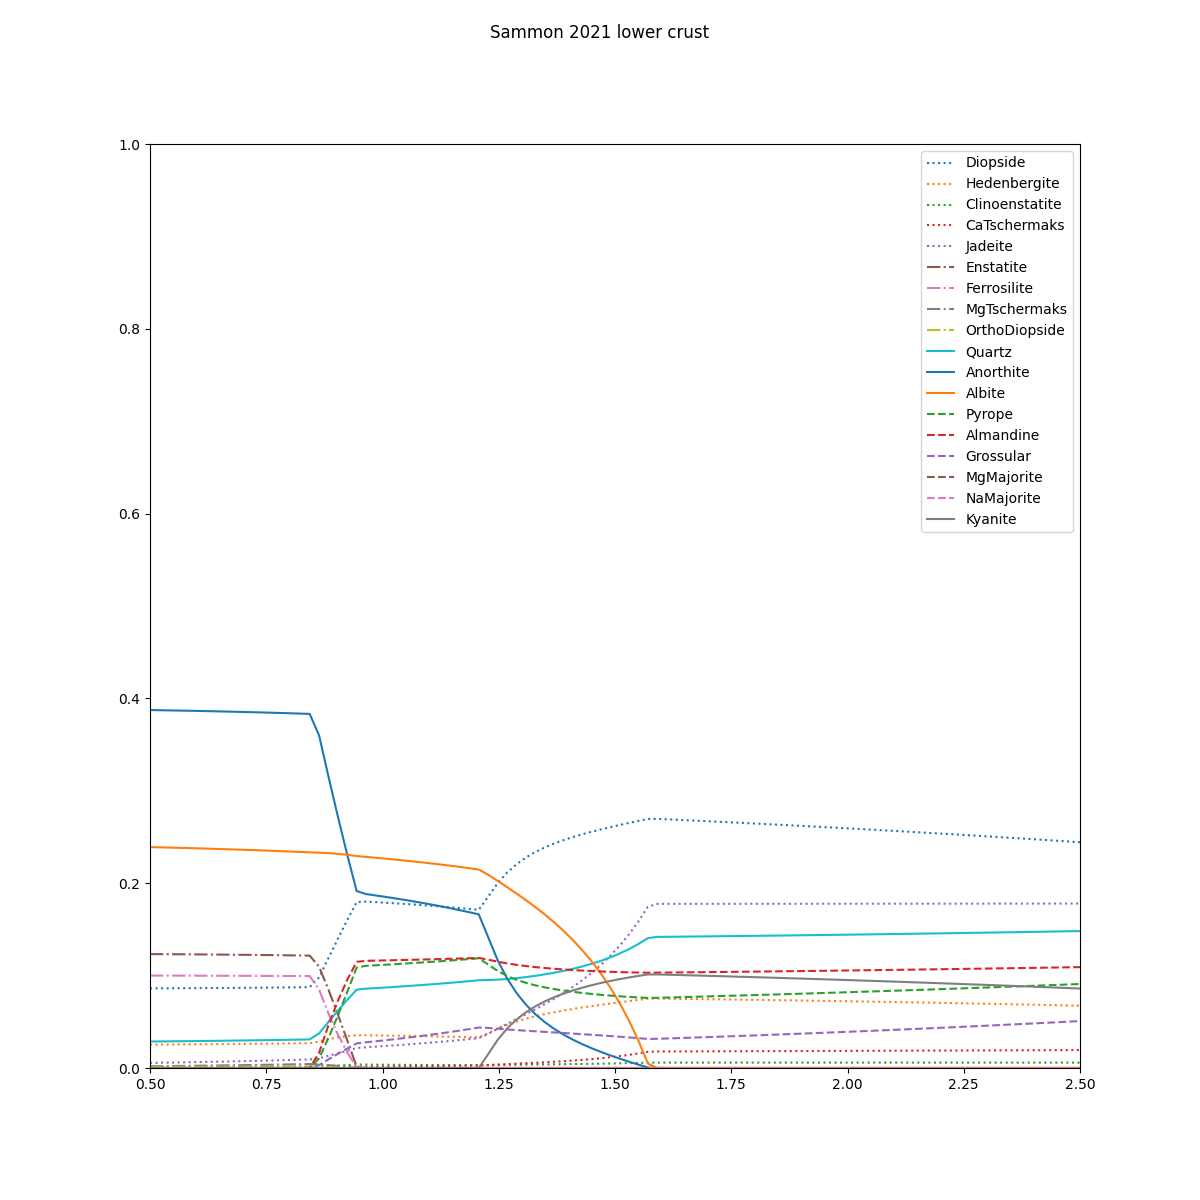 Sammon 2021 lower crust
1.0
0.8
0.6
0.4
0.2
0.0
0.50 0.75 1.00 1.25 1.50 1.75 2.00 2.25 2.50
Diopside
Hedenbergite
Clinoenstatite
CaTschermaks
Jadeite
Enstatite
Ferrosilite
MgTschermaks
OrthoDiopside
Quartz
Anorthite
Albite
Pyrope
Almandine
Grossular
MgMajorite
NaMajorite
Kyanite